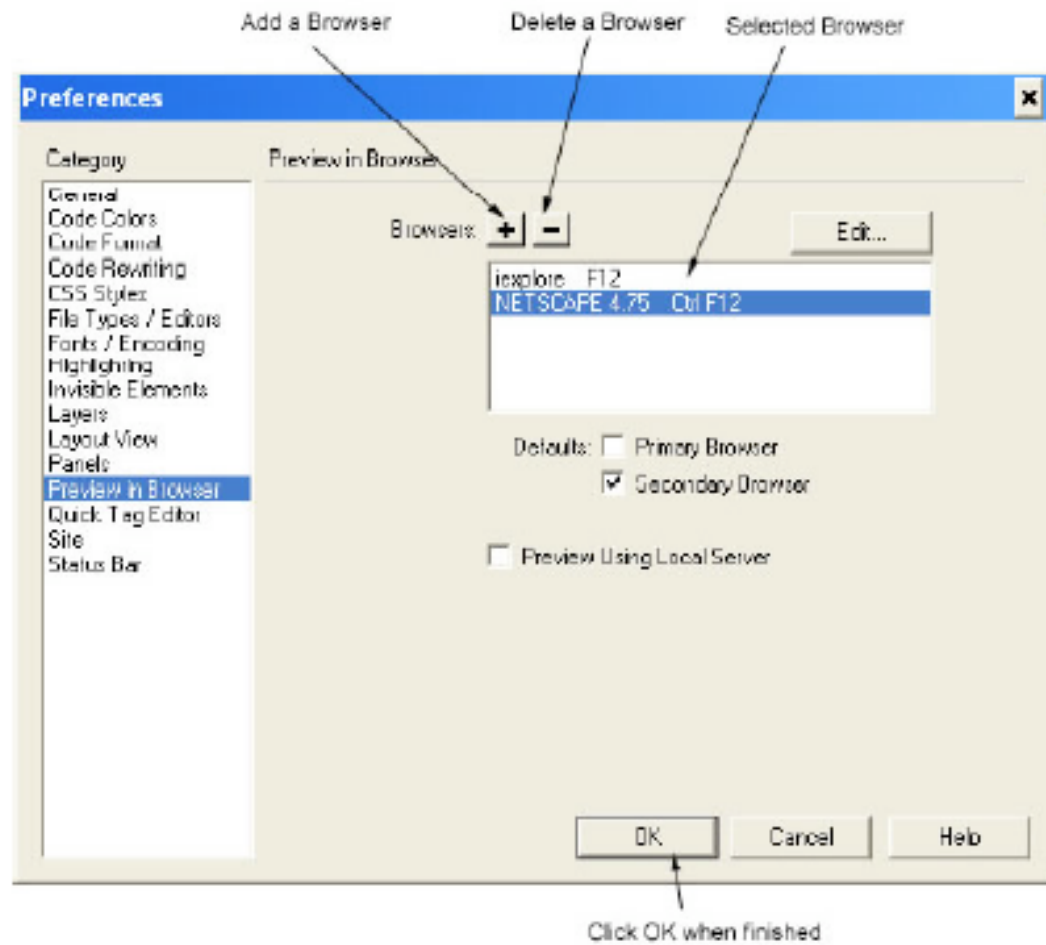 Add a Browser
Delete a Browser
Selected Browser
Preferences
Category
Preview in Browser
General
Code Colors
Code Format
Code Rewriting
CSS Styles
File Types / Editors
Fonts / Encoding
Highlighting
Invisible Elements
Layers
Layout View
Panels
Preview in Browser
Quick Tag Editor
Site
Status Bar
Browsers:
+
-
Edit...
iexplore F12
NETSCAPE 4.75 Ctrl F12
Defaults:
Primary Browser
Secondary Browser
Preview Using Local Server
OK
Cancel
Help
Click OK when finished